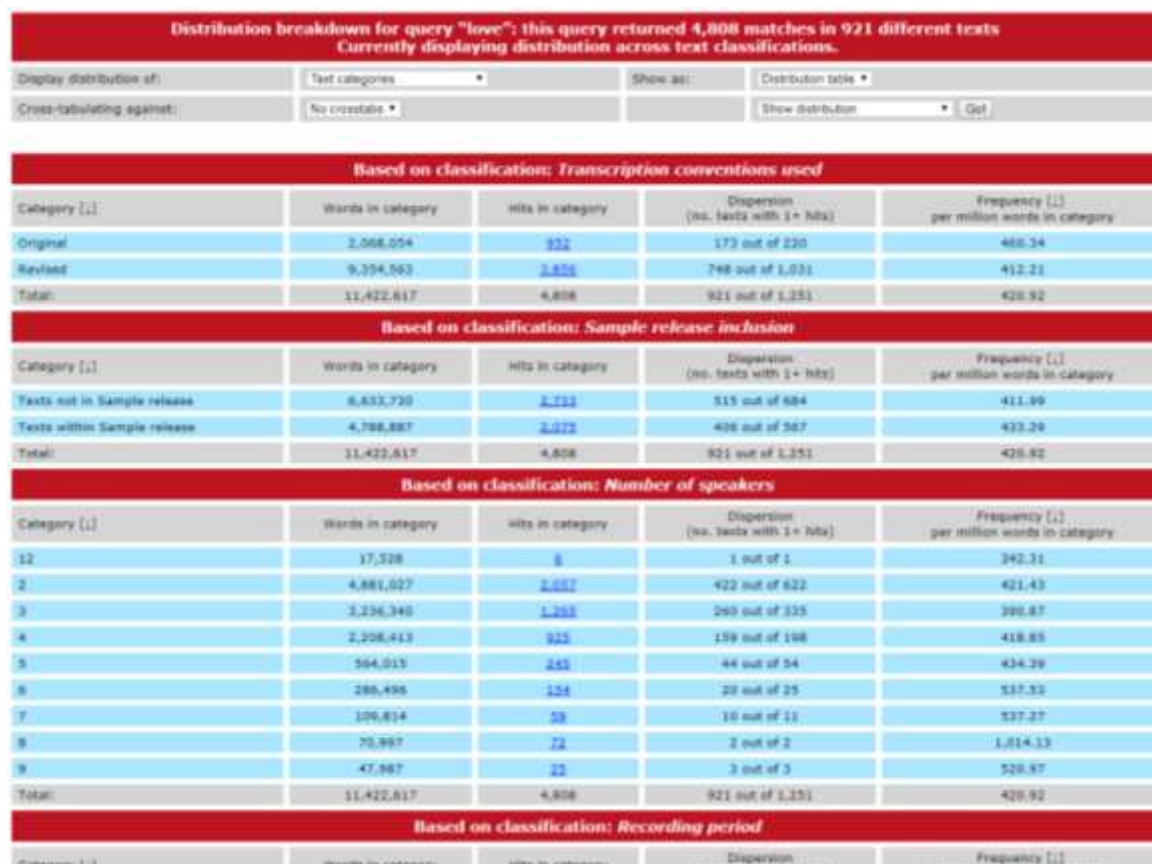 Distribution breakdown for query "love": this query returned 4,808 matches in 921 different texts
Currently displaying distribution across text classifications.
Display distribution of: Text categories Show as: Distribution table
Cross-tabulating against: No crosstabs Show distribution Go!
Based on classification: Transcription conventions used
Category [↓] Words in category Hits in category Dispersion (no. texts with 1+ hits) Frequency [↓] per million words in category
Original 2,068,054 952 173 out of 220 460.34
Revised 9,354,563 3,856 748 out of 1,031 412.21
Total: 11,422,617 4,808 921 out of 1,251 420.92
Based on classification: Sample release inclusion
Category [↓] Words in category Hits in category Dispersion (no. texts with 1+ hits) Frequency [↓] per million words in category
Texts not in Sample release 6,633,730 2,733 515 out of 684 411.99
Texts within Sample release 4,788,887 2,075 406 out of 567 433.29
Total: 11,422,617 4,808 921 out of 1,251 420.92
Based on classification: Number of speakers
Category [↓] Words in category Hits in category Dispersion (no. texts with 1+ hits) Frequency [↓] per million words in category
12 17,528 6 1 out of 1 342.31
2 4,881,027 2,057 422 out of 622 421.43
3 3,236,340 1,265 260 out of 335 390.87
4 2,208,413 925 159 out of 198 418.85
5 564,015 245 44 out of 54 434.39
6 286,496 154 20 out of 25 537.53
7 109,814 59 10 out of 11 537.27
8 70,997 72 2 out of 2 1,014.13
9 47,987 25 3 out of 3 520.97
Total: 11,422,617 4,808 921 out of 1,251 420.92
Based on classification: Recording period
Category [↓] Words in category Hits in category Dispersion Frequency [↓]